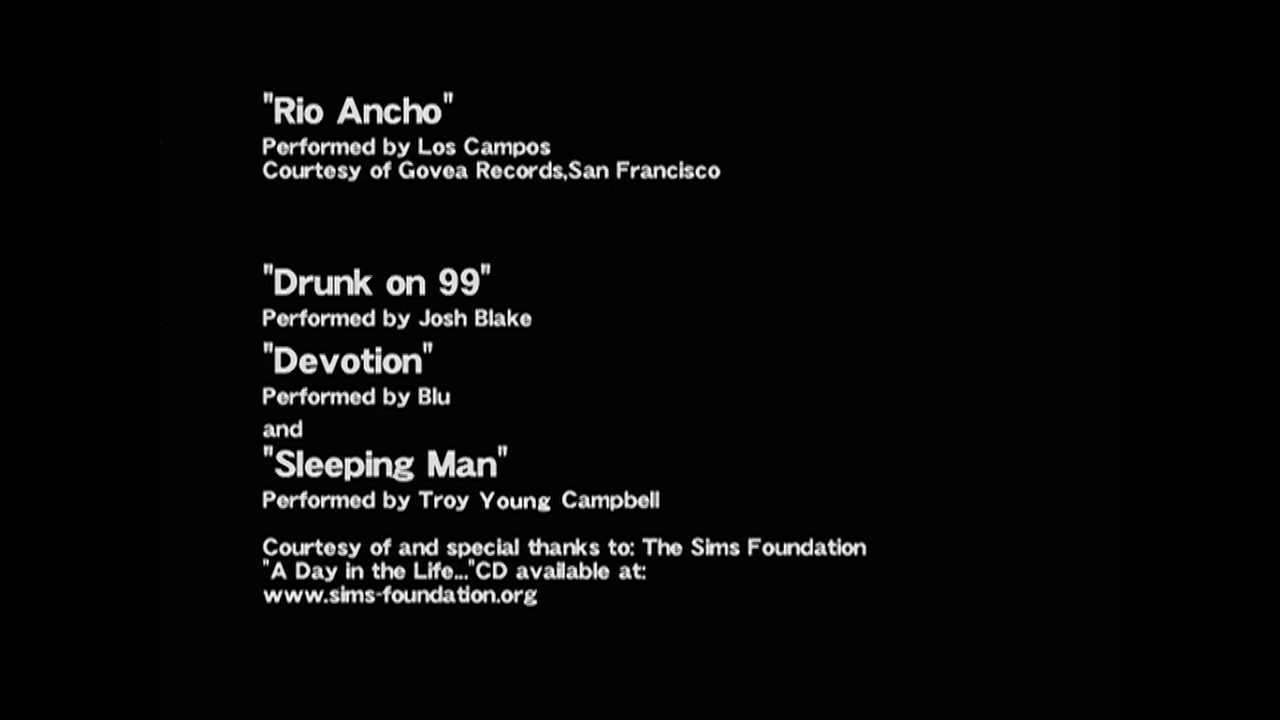 "Rio Ancho"
Performed by Los Campos
Courtesy of Govea Records,San Francisco
"Drunk on 99"
Performed by Josh Blake
"Devotion"
Performed by Blu
and
"Sleeping Man"
Performed by Troy Young Campbell
Courtesy of and special thanks to: The Sims Foundation
"A Day in the Life..."CD available at:
www.sims-foundation.org